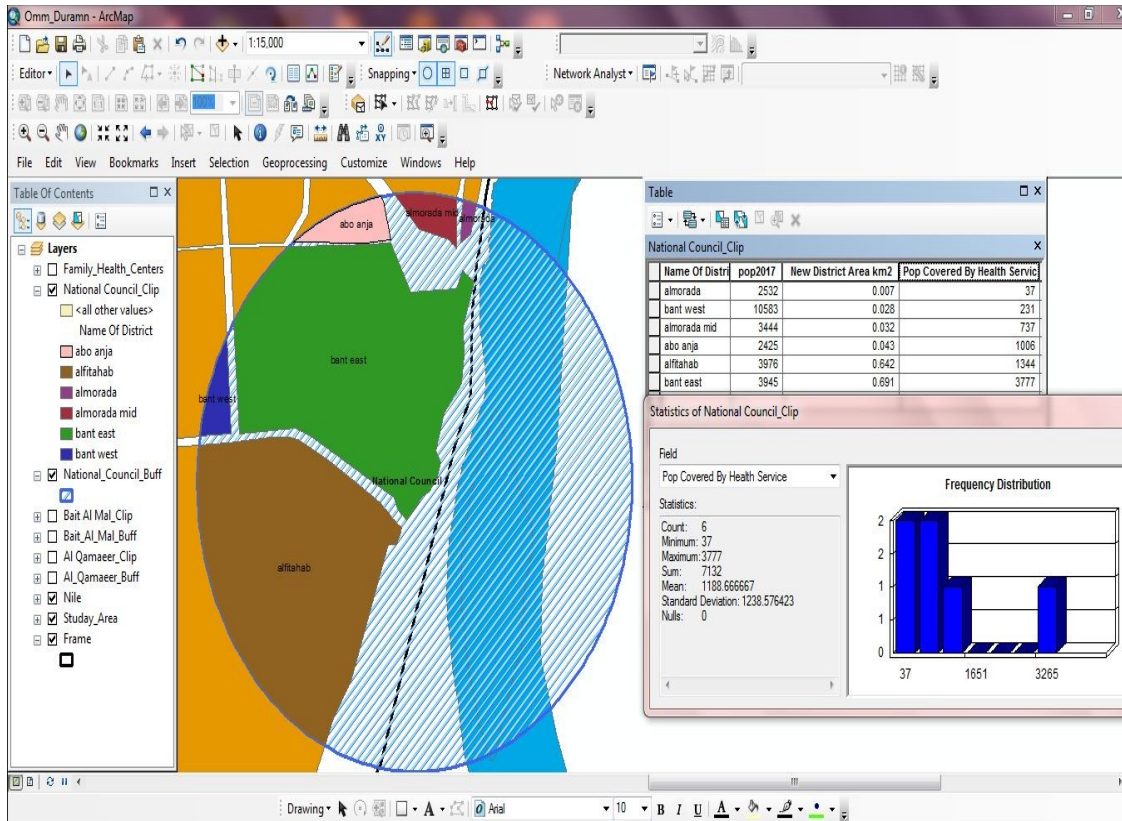 Omm_Duramn - ArcMap
1:15,000
Editor
Snapping
Network Analyst
100%
File Edit View Bookmarks Insert Selection Geoprocessing Customize Windows Help
Table Of Contents
Layers
Family_Health_Centers
National Council_Clip
<all other values>
Name Of District
abo anja
alfitahab
almorada
almorada mid
bant east
bant west
National_Council_Buff
Bait Al Mal_Clip
Bait_Al_Mal_Buff
Al Qamaeer_Clip
Al_Qamaeer_Buff
Nile
Studay_Area
Frame
abo anja
almorada mid
almorada
bant east
bant west
National Council
alfitahab
Table
National Council_Clip
Name Of Distri pop2017 New District Area km2 Pop Covered By Health Servic
almorada 2532 0.007 37
bant west 10583 0.028 231
almorada mid 3444 0.032 737
abo anja 2425 0.043 1006
alfitahab 3976 0.642 1344
bant east 3945 0.691 3777
Statistics of National Council_Clip
Field
Pop Covered By Health Service
Statistics:
Count: 6
Minimum: 37
Maximum: 3777
Sum: 7132
Mean: 1188.666667
Standard Deviation: 1238.576423
Nulls: 0
Frequency Distribution
2
2
1
1
0
37 1651 3265
Drawing
A
Arial
10
B I U A